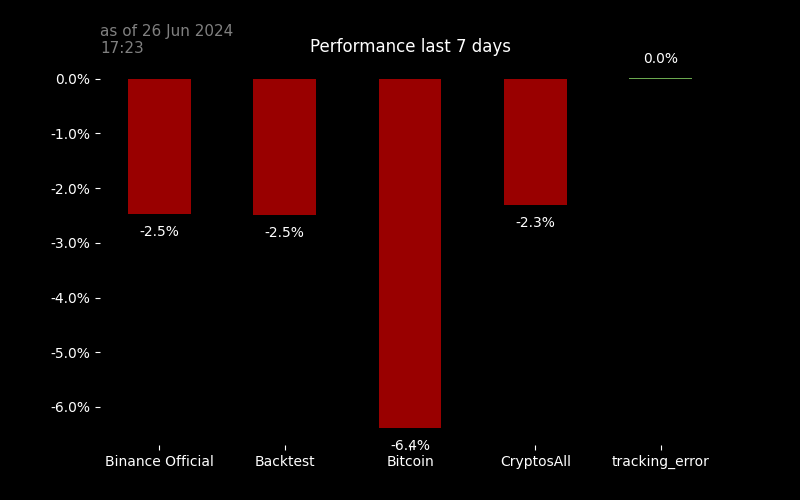 as of 26 Jun 2024
17:23
Performance last 7 days
0.0%
0.0%
-1.0%
-2.0%
-3.0%
-4.0%
-5.0%
-6.0%
-2.5%
-2.5%
-6.4%
-2.3%
Binance Official
Backtest
Bitcoin
CryptosAll
tracking_error